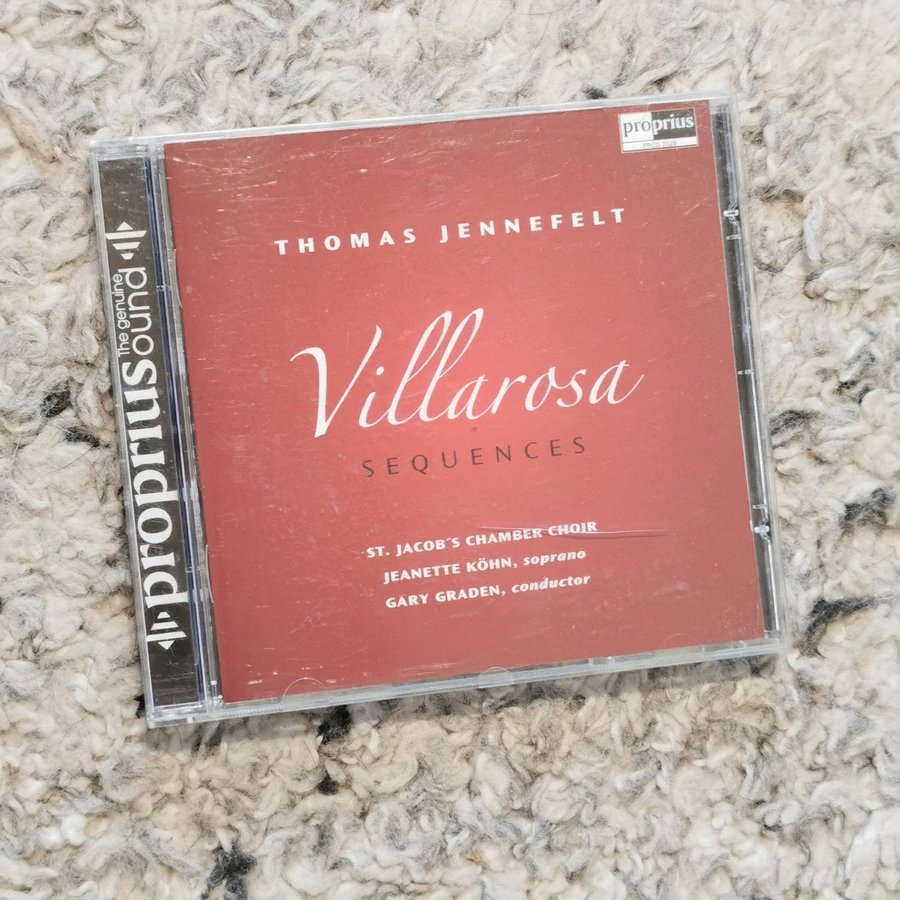 proprius
THOMAS JENNEFELT
Villarosa
SEQUENCES
ST. JACOB´S CHAMBER CHOIR
JEANETTE KÖHN, soprano
GARY GRADEN, conductor
proprius
The genuine
sound